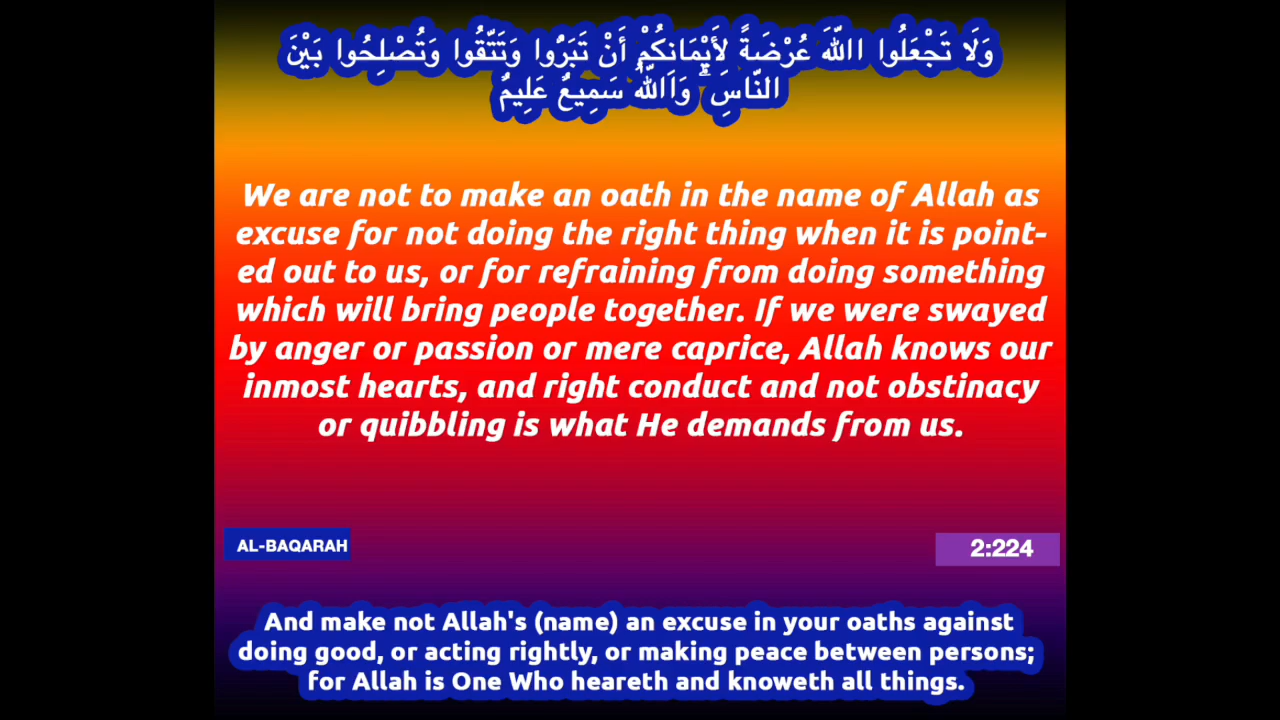 وَلَا تَجْعَلُوا اللَّهَ عُرْضَةً لِأَيْمَانِكُمْ أَنْ تَبَرُّوا وَتَتَّقُوا وَتُصْلِحُوا بَيْنَ
النَّاسِ ۗ وَاللَّهُ سَمِيعٌ عَلِيمٌ
We are not to make an oath in the name of Allah as
excuse for not doing the right thing when it is point-
ed out to us, or for refraining from doing something
which will bring people together. If we were swayed
by anger or passion or mere caprice, Allah knows our
inmost hearts, and right conduct and not obstinacy
or quibbling is what He demands from us.
AL-BAQARAH
2:224
And make not Allah's (name) an excuse in your oaths against
doing good, or acting rightly, or making peace between persons;
for Allah is One Who heareth and knoweth all things.